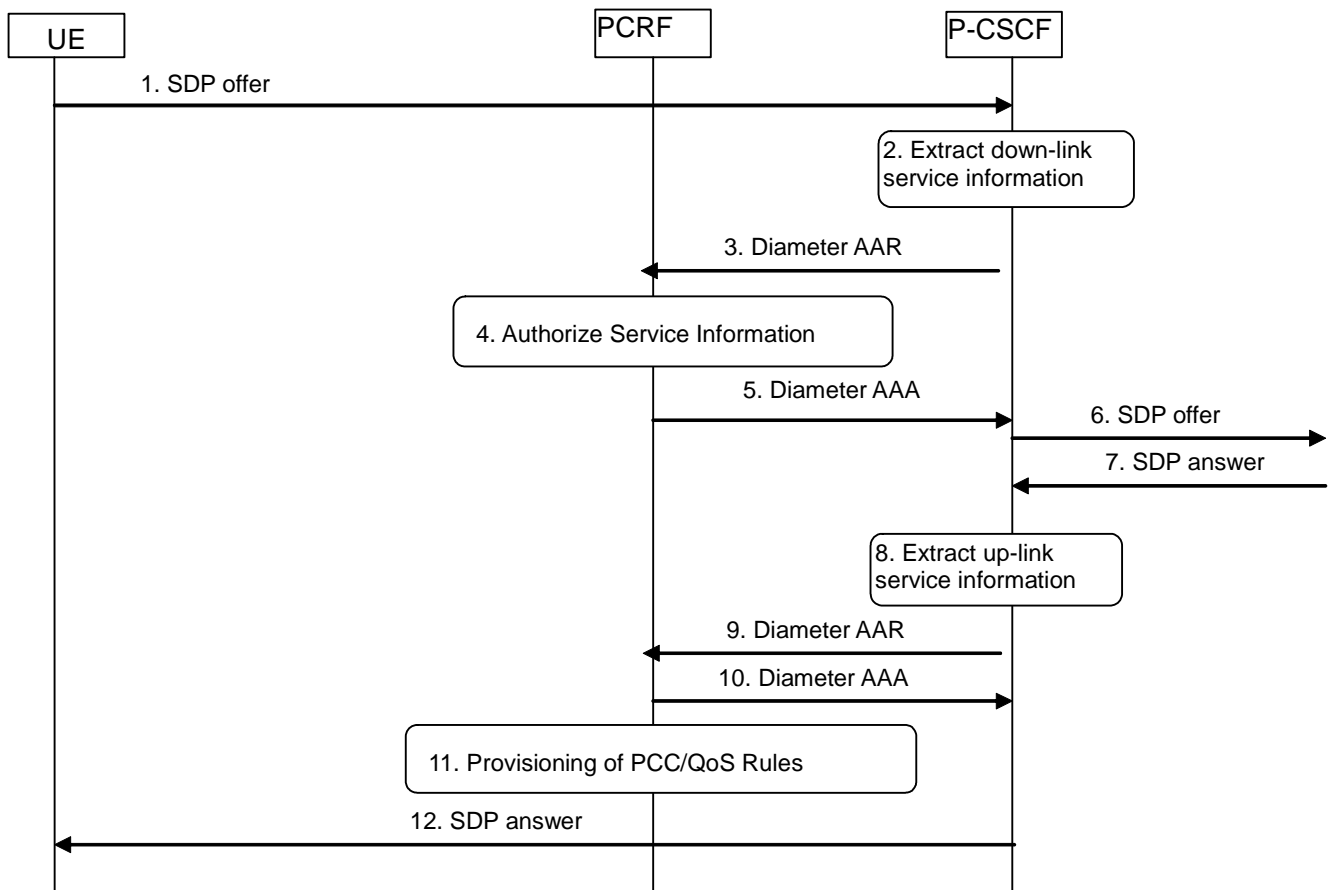 UE
PCRF
P-CSCF
1. SDP offer
2. Extract down-link
service information
3. Diameter AAR
4. Authorize Service Information
5. Diameter AAA
6. SDP offer
7. SDP answer
8. Extract up-link
service information
9. Diameter AAR
10. Diameter AAA
11. Provisioning of PCC/QoS Rules
12. SDP answer